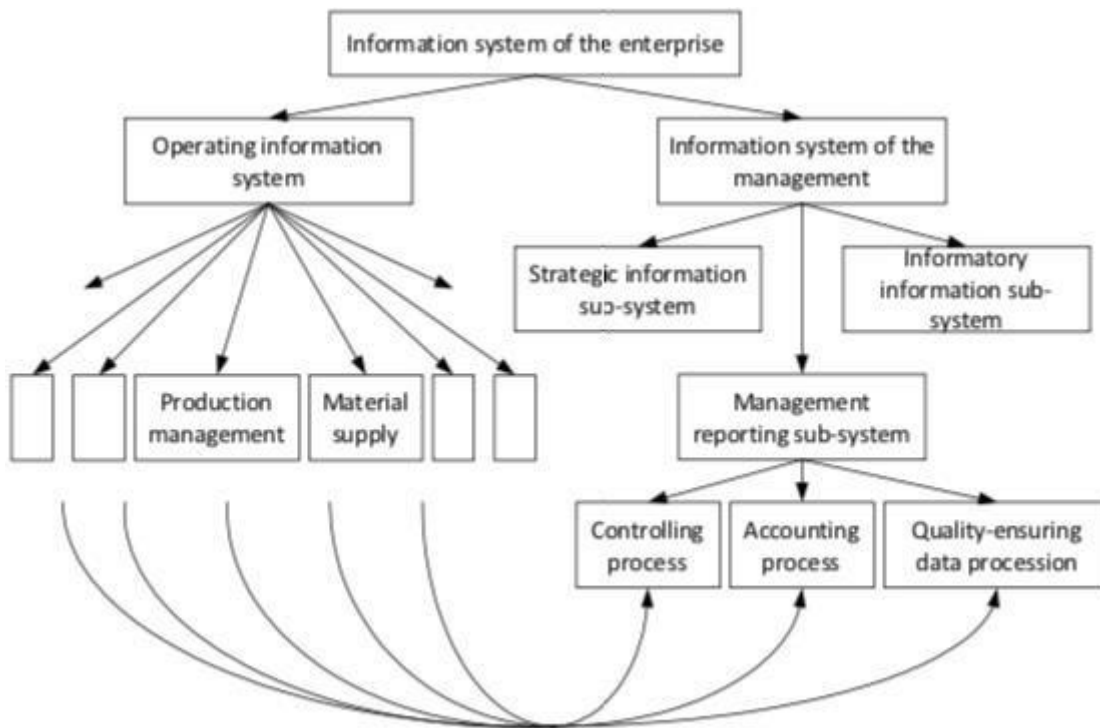 Information system of the enterprise
Operating information
system
Information system of the
management
Strategic information
sub-system
Informatory
information sub-
system
Production
management
Material
supply
Management
reporting sub-system
Controlling
process
Accounting
process
Quality-ensuring
data procession